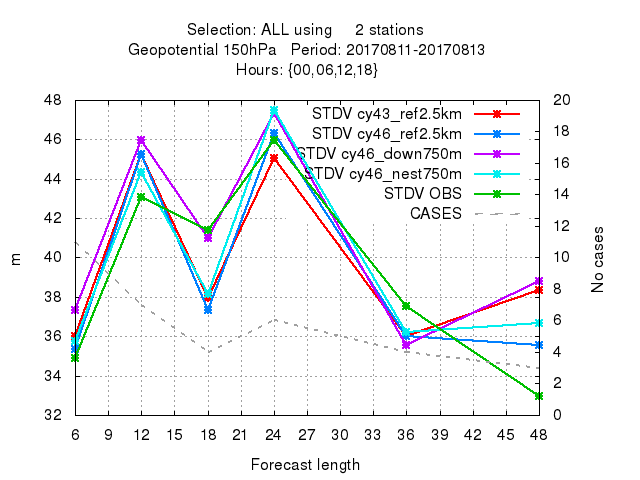 Selection: ALL using 2 stations
Geopotential 150hPa Period: 20170811-20170813
Hours: {00,06,12,18}
STDV cy43_ref2.5km
STDV cy46_ref2.5km
STDV cy46_down750m
STDV cy46_nest750m
STDV OBS
CASES
48
46
44
42
40
38
36
34
32
m
20
18
16
14
12
10
8
6
4
2
0
No cases
6 9 12 15 18 21 24 27 30 33 36 39 42 45 48
Forecast length